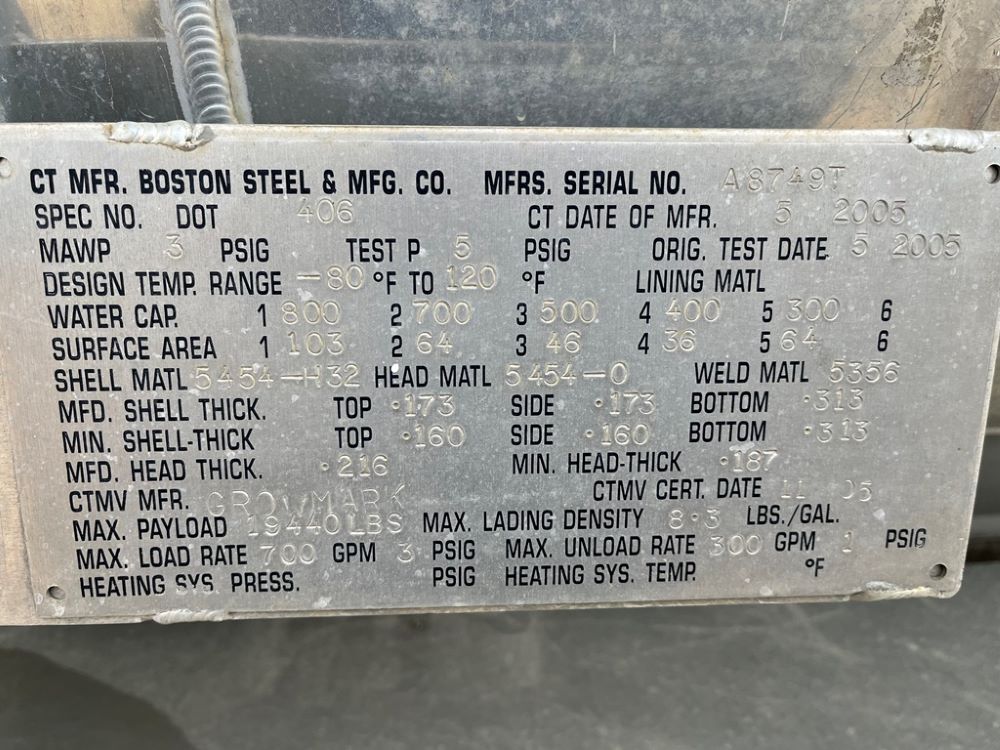 CT MFR. BOSTON STEEL & MFG. CO. MFRS. SERIAL NO. A8749T
SPEC NO. DOT 406 CT DATE OF MFR. 5 2005
MAWP 3 PSIG TEST P 5 PSIG ORIG. TEST DATE. 5 2005
DESIGN TEMP. RANGE -80 °F TO 120 °F LINING MATL
WATER CAP. 1 800 2 700 3 500 4 400 5 300 6
SURFACE AREA 1 103 2 64 3 46 4 36 5 64 6
SHELL MATL 5454-H32 HEAD MATL 5454-0 WELD MATL 5356
MFD. SHELL THICK. TOP .173 SIDE .173 BOTTOM .313
MIN. SHELL-THICK TOP .160 SIDE .160 BOTTOM .313
MFD. HEAD THICK. .216 MIN. HEAD-THICK .187
CTMV MFR. GROWMARK CTMV CERT. DATE 11 05
MAX. PAYLOAD 19440 LBS MAX. LADING DENSITY 8.3 LBS./GAL.
MAX. LOAD RATE 700 GPM 3 PSIG MAX. UNLOAD RATE 300 GPM 1 PSIG
HEATING SYS. PRESS. PSIG HEATING SYS. TEMP. °F